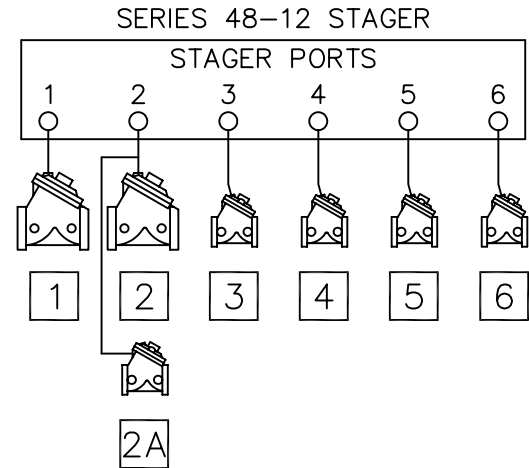 SERIES 48-12 STAGER
STAGER PORTS
1 2 3 4 5 6
1 2 3 4 5 6
2A